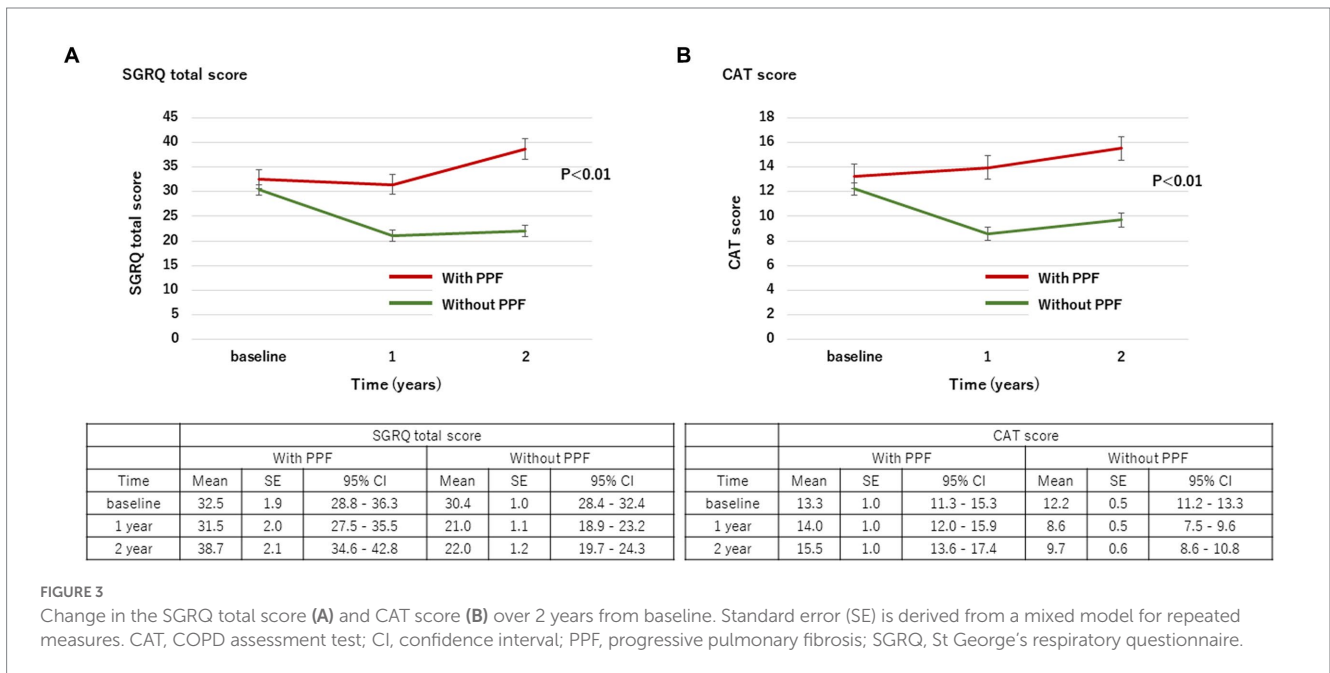 A
SGRQ total score
45
40
35
30
25
20
15
10
5
0
SGRQ total score
P<0.01
With PPF
Without PPF
baseline 1 2
Time (years)
B
CAT score
18
16
14
12
10
8
6
4
2
0
CAT score
P<0.01
With PPF
Without PPF
baseline 1 2
Time (years)
SGRQ total score
With PPF Without PPF
Time Mean SE 95% CI Mean SE 95% CI
baseline 32.5 1.9 28.8 - 36.3 30.4 1.0 28.4 - 32.4
1 year 31.5 2.0 27.5 - 35.5 21.0 1.1 18.9 - 23.2
2 year 38.7 2.1 34.6 - 42.8 22.0 1.2 19.7 - 24.3
CAT score
With PPF Without PPF
Time Mean SE 95% CI Mean SE 95% CI
baseline 13.3 1.0 11.3 - 15.3 12.2 0.5 11.2 - 13.3
1 year 14.0 1.0 12.0 - 15.9 8.6 0.5 7.5 - 9.6
2 year 15.5 1.0 13.6 - 17.4 9.7 0.6 8.6 - 10.8
FIGURE 3
Change in the SGRQ total score (A) and CAT score (B) over 2 years from baseline. Standard error (SE) is derived from a mixed model for repeated
measures. CAT, COPD assessment test; CI, confidence interval; PPF, progressive pulmonary fibrosis; SGRQ, St George’s respiratory questionnaire.